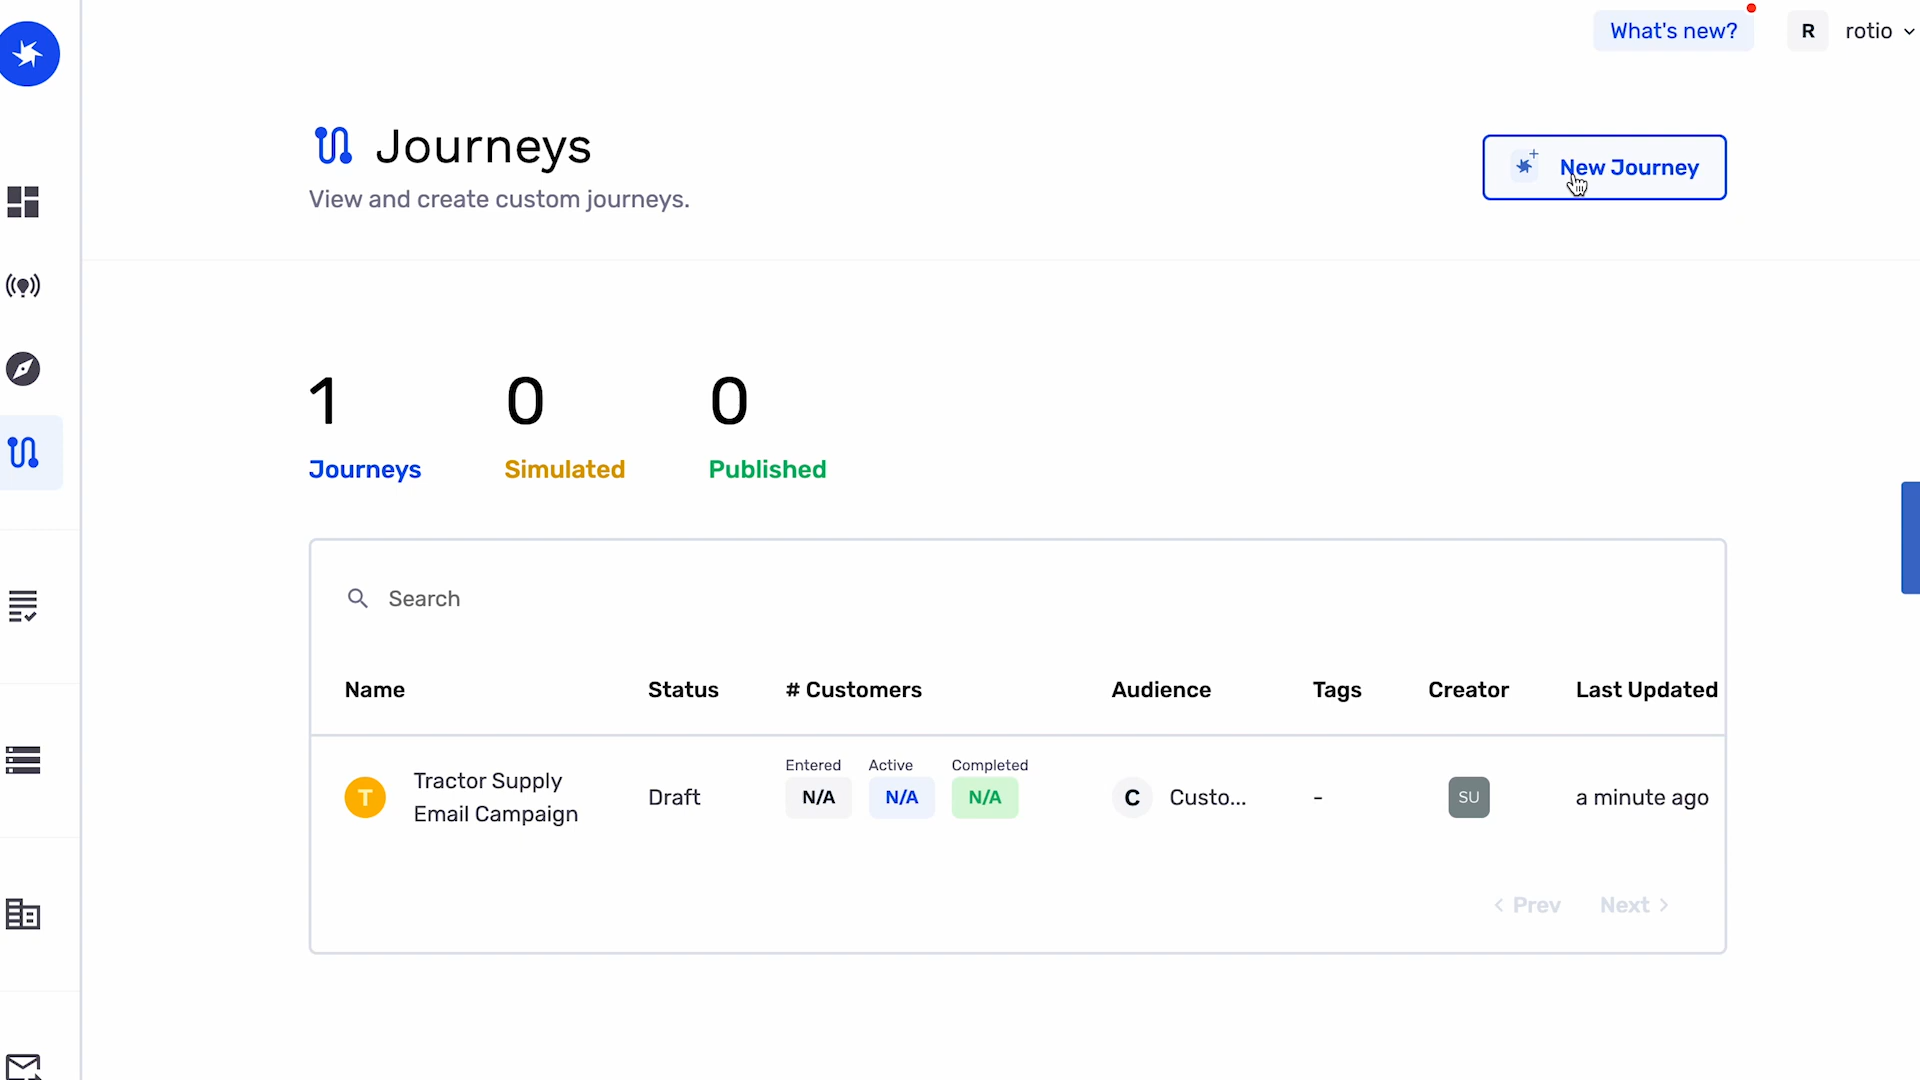 What's new?
R
rotio
Journeys
View and create custom journeys.
New Journey
1
0
0
Journeys
Simulated
Published
Search
Name
Status
# Customers
Audience
Tags
Creator
Last Updated
T
Tractor Supply
Email Campaign
Draft
Entered
Active
Completed
N/A
N/A
N/A
C
Custo...
-
SU
a minute ago
< Prev
Next >